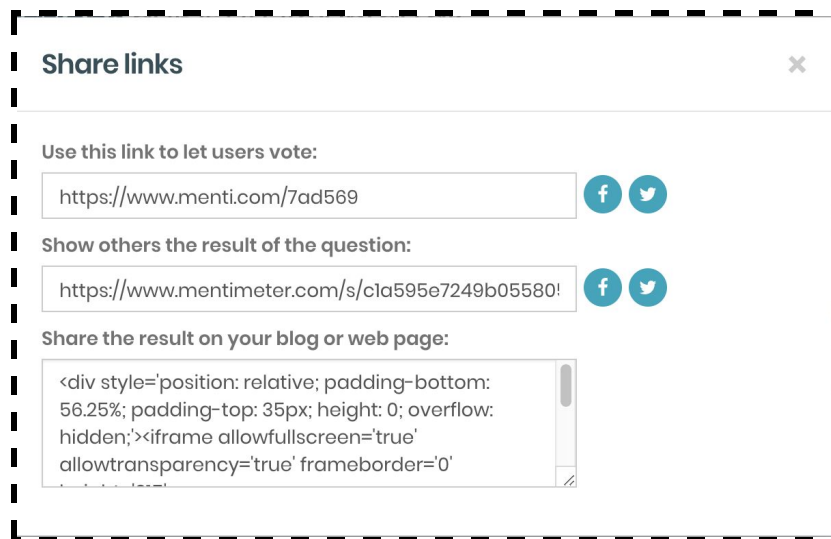 Share links
Use this link to let users vote:
https://www.menti.com/7ad569
Show others the result of the question:
https://www.mentimeter.com/s/c1a595e7249b05580
Share the result on your blog or web page:
<div style='position: relative; padding-bottom:
56.25%; padding-top: 35px; height: 0; overflow:
hidden;'><iframe allowfullscreen='true'
allowtransparency='true' frameborder='0'